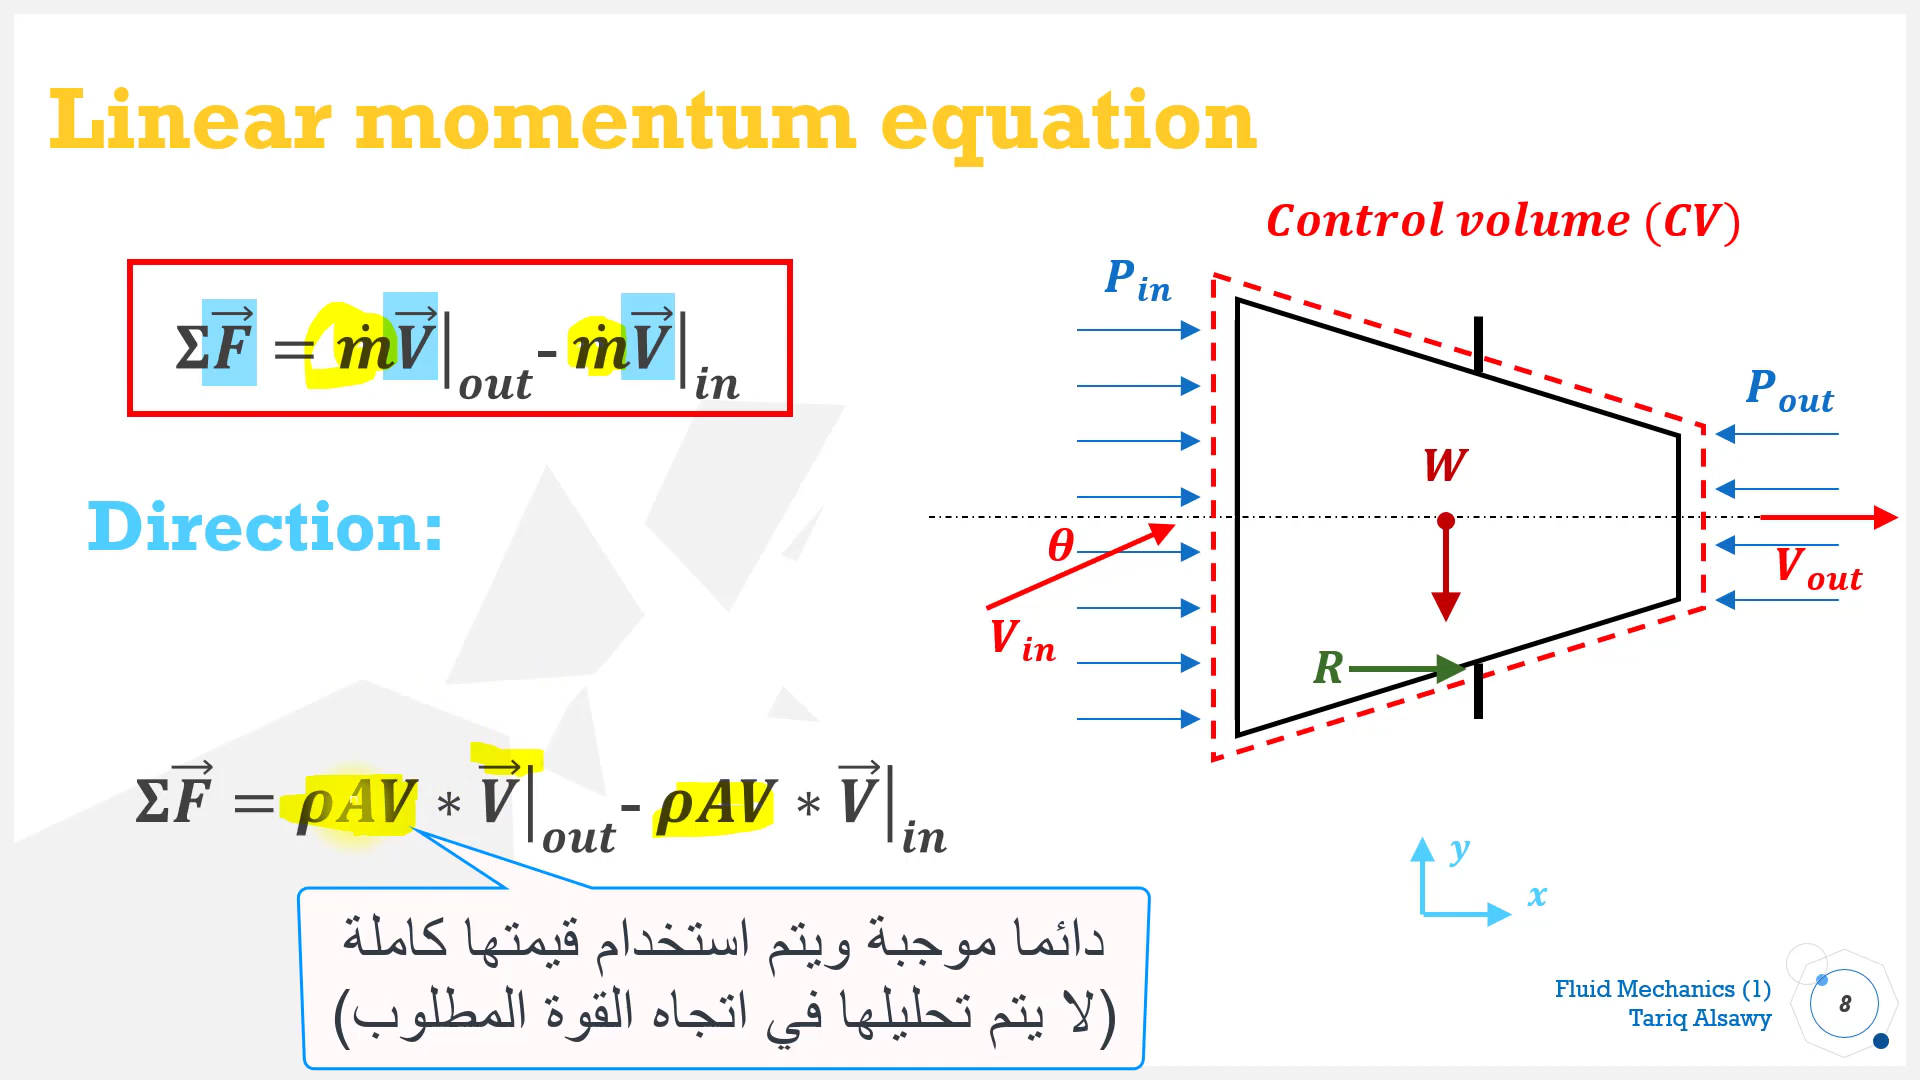 Linear momentum equation
Control volume (CV)
ΣF⃗ = ṁV⃗|out - ṁV⃗|in
Pin
Pout
W
Direction:
θ
Vout
Vin
R
ΣF⃗ = ρAV * V⃗|out - ρAV * V⃗|in
y
x
دائما موجبة ويتم استخدام قيمتها كاملة
(لا يتم تحليلها في اتجاه القوة المطلوب)
Fluid Mechanics (1)
Tariq Alsawy
8